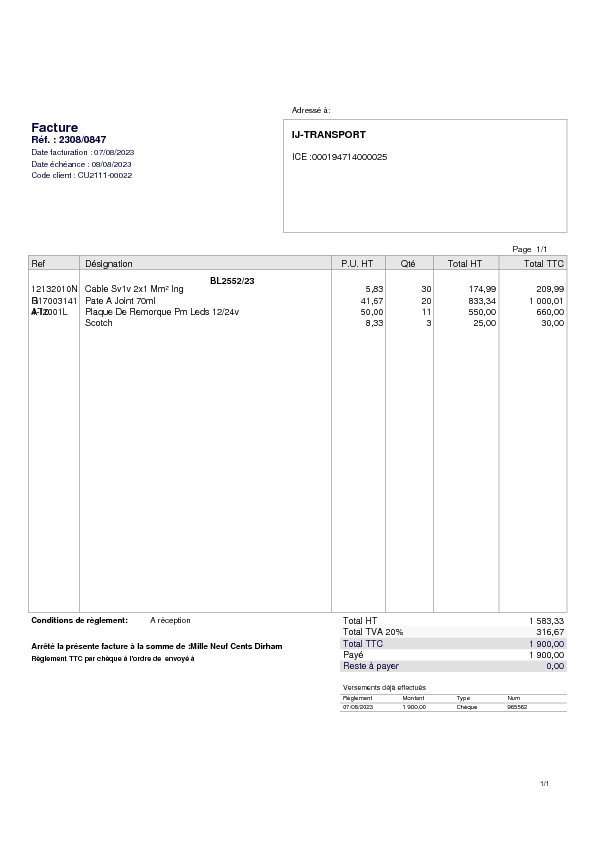 Adressé à:
Facture
Réf. : 2308/0847
Date facturation : 07/08/2023
Date échéance : 08/08/2023
Code client : CU2111-00022
IJ-TRANSPORT
ICE :000194714000025
Page 1/1
Ref Désignation P.U. HT Qté Total HT Total TTC
BL2552/23
12132010N Cable Sv1v 2x1 Mm² Ing 5,83 30 174,99 209,99
Pate A Joint 70ml 41,67 20 833,34 1 000,01
Plaque De Remorque Pm Leds 12/24v 50,00 11 550,00 660,00
Scotch 8,33 3 25,00 30,00
Conditions de règlement: A réception
Total HT 1 583,33
Total TVA 20% 316,67
Total TTC 1 900,00
Payé 1 900,00
Reste à payer 0,00
Arrêté la présente facture à la somme de :Mille Neuf Cents Dirham
Règlement TTC par chèque à l'ordre de envoyé à
Versements déjà effectués
Règlement Montant Type Num
07/08/2023 1 900,00 Chèque 965562
1/1